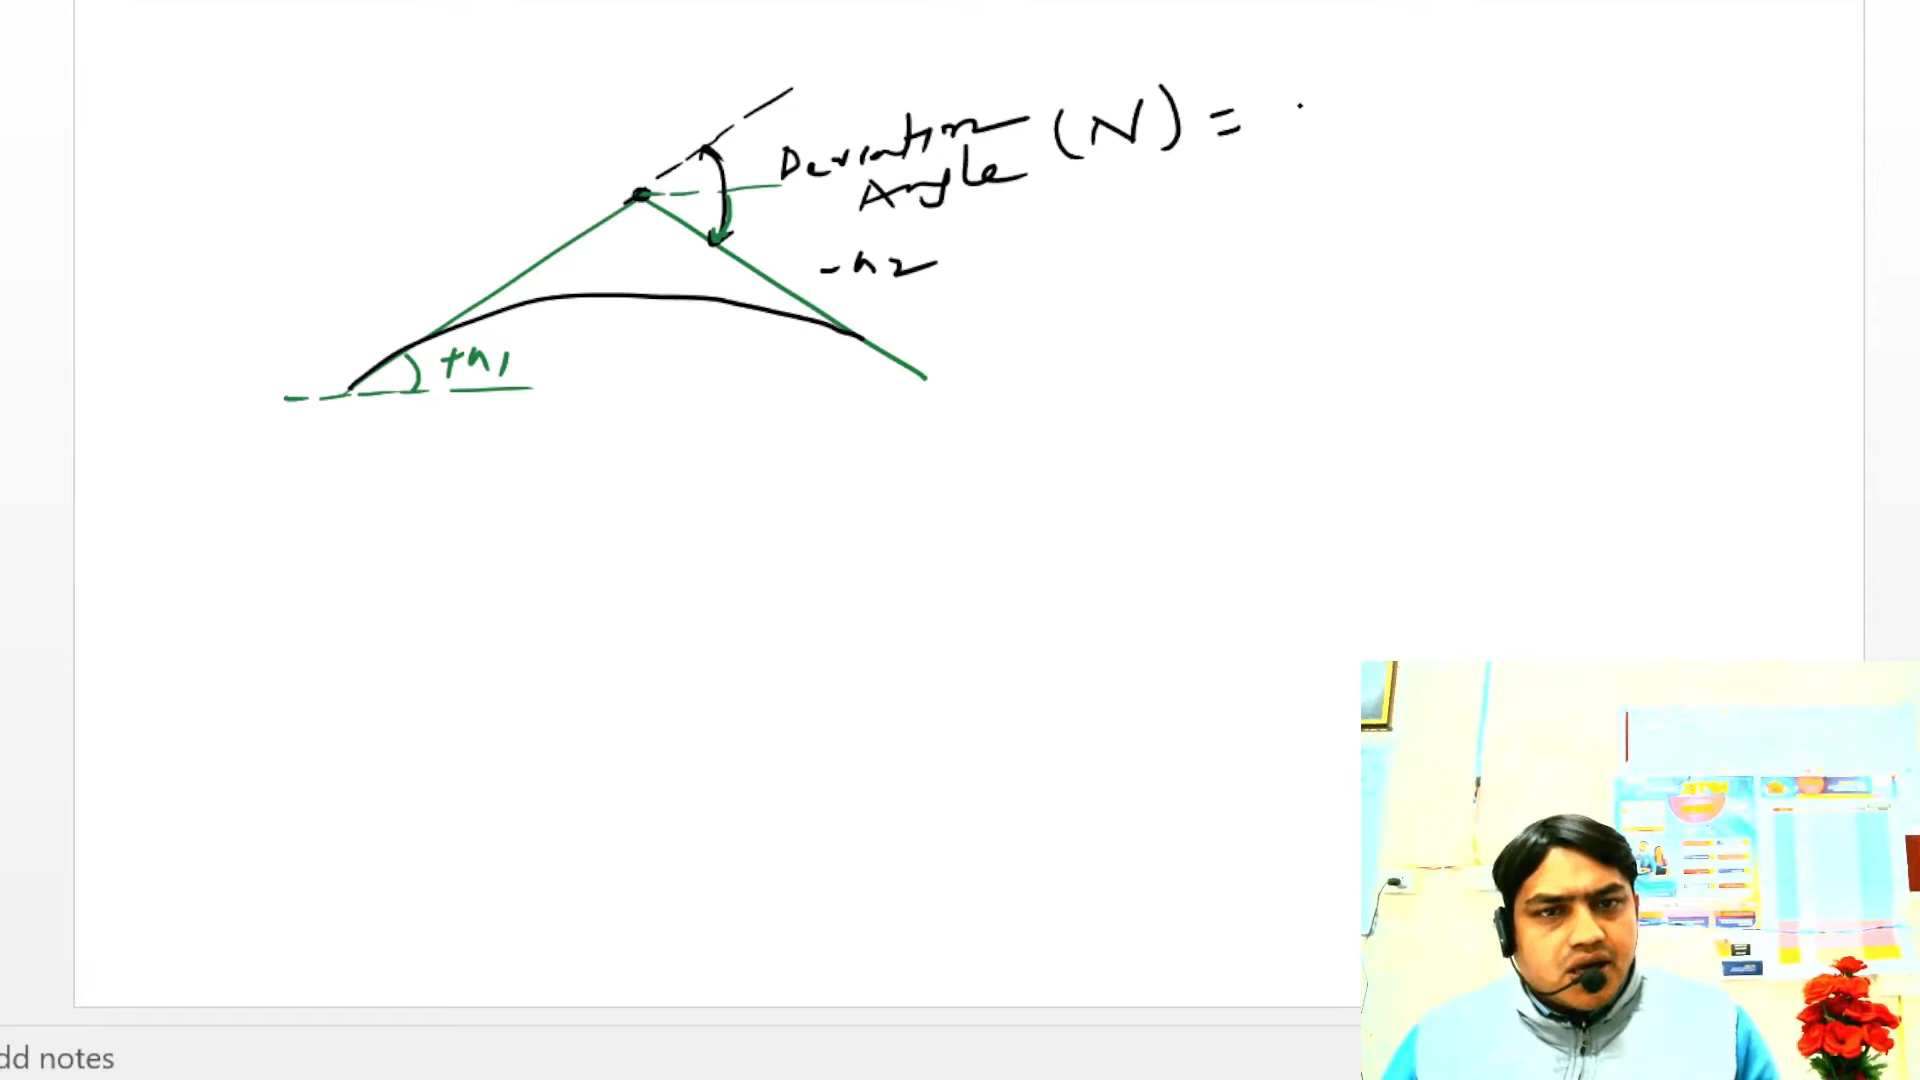 Deviation
Angle (N) =
-n2
+n1
dd notes